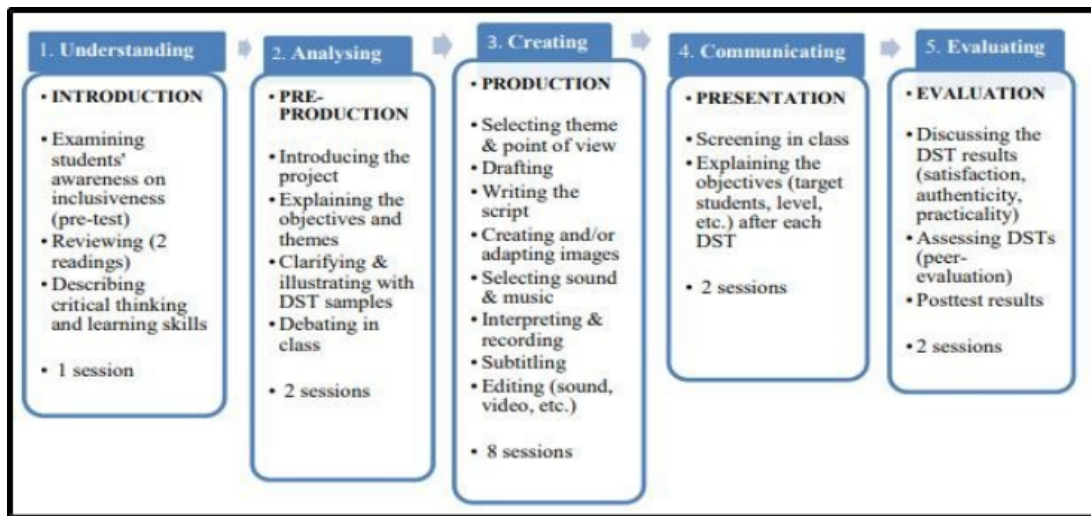 1. Understanding
• INTRODUCTION
• Examining
students'
awareness on
inclusiveness
(pre-test)
• Reviewing (2
readings)
• Describing
critical thinking
and learning skills
• 1 session
2. Analysing
• PRE-
PRODUCTION
• Introducing the
project
• Explaining the
objectives and
themes
• Clarifying &
illustrating with
DST samples
• Debating in
class
• 2 sessions
3. Creating
• PRODUCTION
• Selecting theme
& point of view
• Drafting
• Writing the
script
• Creating and/or
adapting images
• Selecting sound
& music
• Interpreting &
recording
• Subtitling
• Editing (sound,
video, etc.)
• 8 sessions
4. Communicating
• PRESENTATION
• Screening in class
• Explaining the
objectives (target
students, level,
etc.) after each
DST
• 2 sessions
5. Evaluating
• EVALUATION
• Discussing the
DST results
(satisfaction,
authenticity,
practicality)
• Assessing DSTs
(peer-
evaluation)
• Posttest results
• 2 sessions